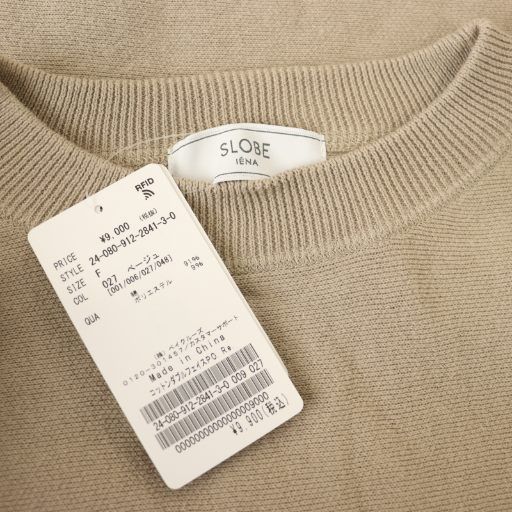 SLOBE
IÉNA
RFID
PRICE ¥9,000 (税抜)
STYLE 24-080-912-2841-3-0
SIZE F
COL 027 ベージュ
[001/006/027/048]
QUA 綿 91%
ポリエステル 9%
(株) ベイクルーズ
Made in China
コットンダブルフェイスPO Re
24-080-912-2841-3-0 009 027
0000000000000000009000
¥9,900(税込)